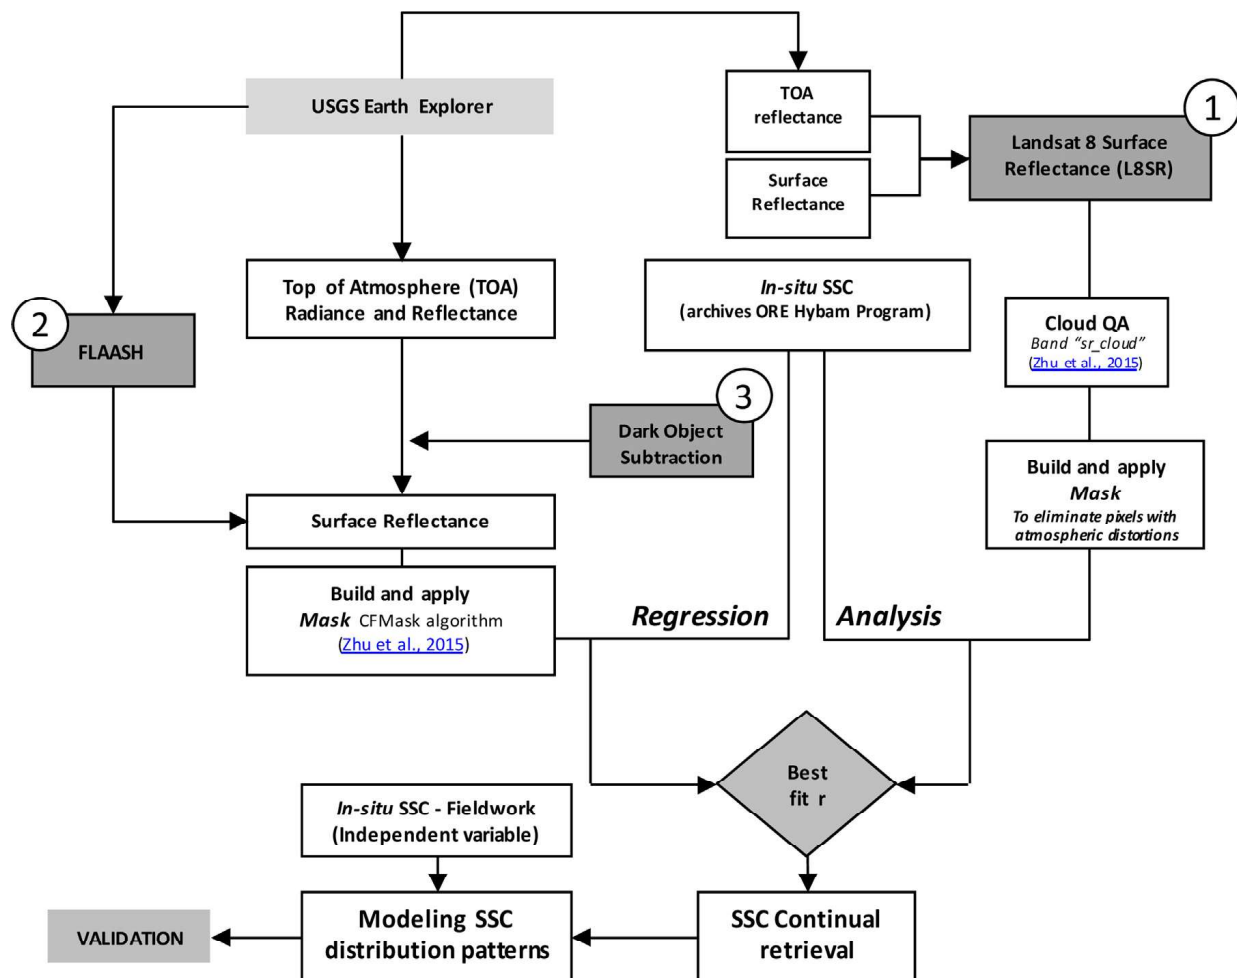 USGS Earth Explorer
TOA
reflectance
Surface
Reflectance
1
Landsat 8 Surface
Reflectance (L8SR)
Top of Atmosphere (TOA)
Radiance and Reflectance
In-situ SSC
(archives ORE Hybam Program)
2
FLAASH
Cloud QA
Band “sr_cloud”
(Zhu et al., 2015)
3
Dark Object
Subtraction
Build and apply
Mask
To eliminate pixels with
atmospheric distortions
Surface Reflectance
Build and apply
Mask CFMask algorithm
(Zhu et al., 2015)
Regression
Analysis
Best
fit r
In-situ SSC - Fieldwork
(Independent variable)
VALIDATION
Modeling SSC
distribution patterns
SSC Continual
retrieval